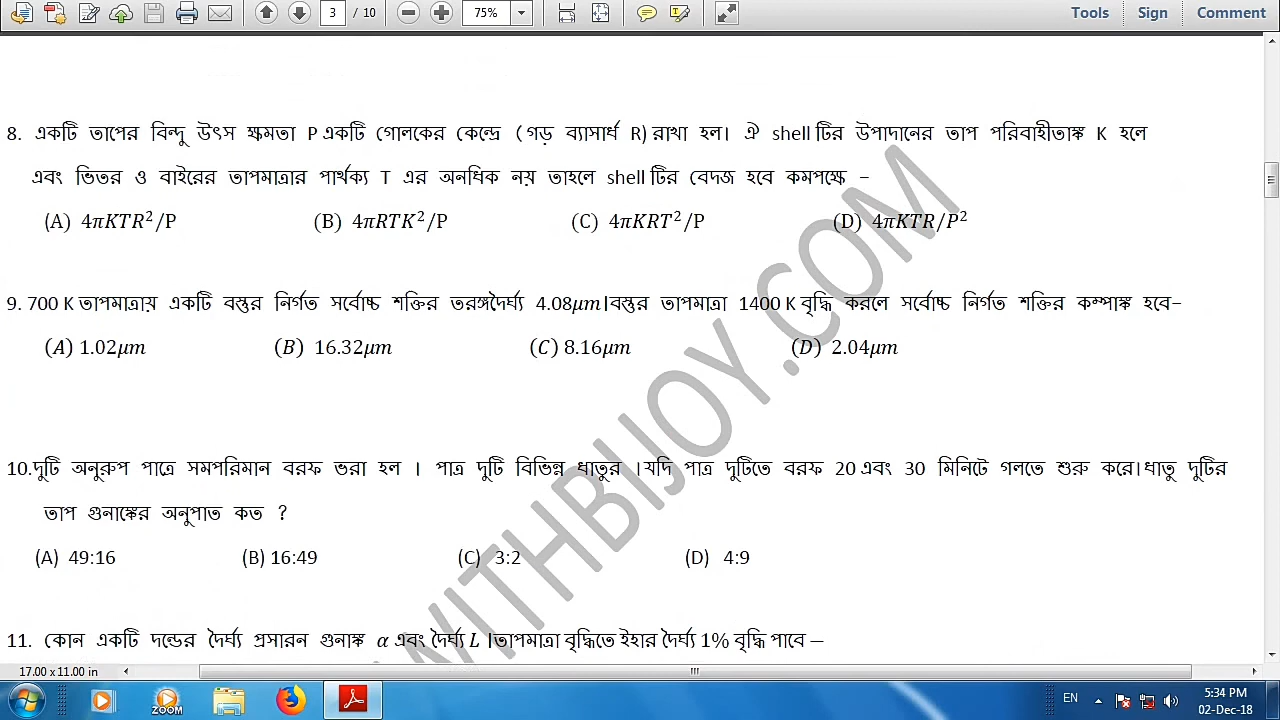 3 / 10 75% Tools Sign Comment
8. একটি তাপের বিন্দু উৎস ক্ষমতা P একটি গোলকের কেন্দ্রে (গড় ব্যাসার্ধ R) রাখা হল। ঐ shell টির উপাদানের তাপ পরিবাহীতাঙ্ক K হলে
এবং ভিতর ও বাইরের তাপমাত্রার পার্থক্য T এর অনধিক নয় তাহলে shell টির বেদজ হবে কমপক্ষে –
(A) 4πKTR²/P (B) 4πRTK²/P (C) 4πKRT²/P (D) 4πKTR/P²
9. 700 K তাপমাত্রায় একটি বস্তুর নির্গত সর্বোচ্চ শক্তির তরঙ্গদৈর্ঘ্য 4.08μm।বস্তুর তাপমাত্রা 1400 K বৃদ্ধি করলে সর্বোচ্চ নির্গত শক্তির কম্পাঙ্ক হবে–
(A) 1.02μm (B) 16.32μm (C) 8.16μm (D) 2.04μm
10.দুটি অনুরুপ পাত্রে সমপরিমান বরফ ভরা হল । পাত্র দুটি বিভিন্ন ধাতুর ।যদি পাত্র দুটিতে বরফ 20 এবং 30 মিনিটে গলতে শুরু করে।ধাতু দুটির
তাপ গুনাঙ্কের অনুপাত কত ?
(A) 49:16 (B) 16:49 (C) 3:2 (D) 4:9
11. কোন একটি দন্ডের দৈর্ঘ্য প্রসারন গুনাঙ্ক α এবং দৈর্ঘ্য L ।তাপমাত্রা বৃদ্ধিতে ইহার দৈর্ঘ্য 1% বৃদ্ধি পাবে –
WITHBIJOY.COM
17.00 x 11.00 in
ZOOM EN 5:34 PM
02-Dec-18